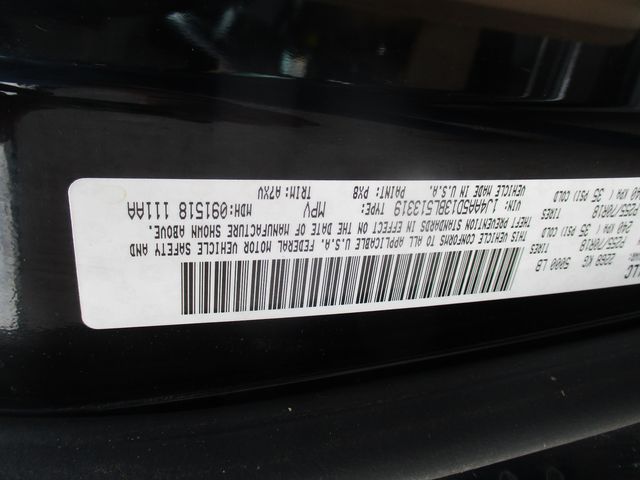 2268 KG 5000 LB
P255/70R18 TIRES
240 KPA ( 35 PSI) COLD
P255/70R18 TIRES
240 KPA ( 35 PSI) COLD
THIS VEHICLE CONFORMS TO ALL APPLICABLE U.S.A. FEDERAL MOTOR VEHICLE SAFETY AND
THEFT PREVENTION STANDARDS IN EFFECT ON THE DATE OF MANUFACTURE SHOWN ABOVE.
VIN: 1J4AA5D13BL513319 TYPE: MPV MDH: 091518 111AA
VEHICLE MADE IN U.S.A. PAINT: PX8 TRIM: A7XV